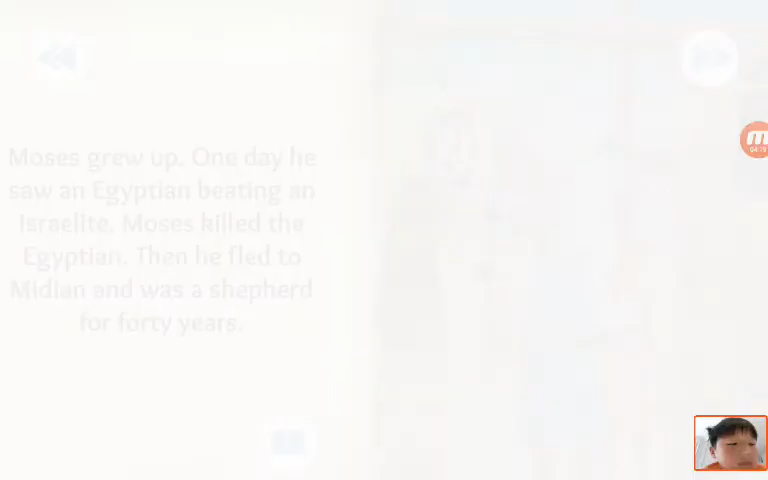 Moses grew up. One day he
saw an Egyptian beating an
Israelite. Moses killed the
Egyptian. Then he fled to
Midian and was a shepherd
for forty years.